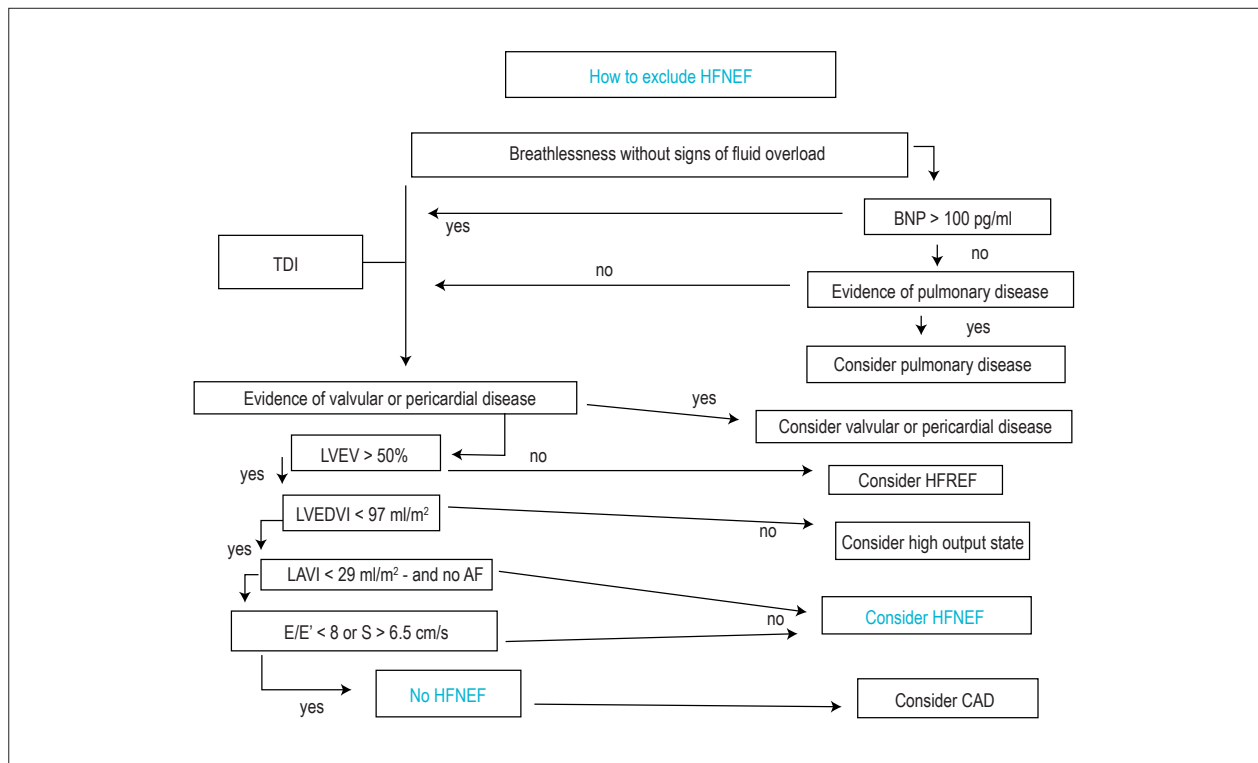 How to exclude HFNEF
Breathlessness without signs of fluid overload
BNP > 100 pg/ml
yes
TDI
no
no
Evidence of pulmonary disease
yes
Consider pulmonary disease
Evidence of valvular or pericardial disease
yes
Consider valvular or pericardial disease
LVEV > 50%
no
yes
Consider HFREF
LVEDVI < 97 ml/m²
no
Consider high output state
yes
LAVI < 29 ml/m² - and no AF
Consider HFNEF
no
E/E' < 8 or S > 6.5 cm/s
yes
No HFNEF
Consider CAD